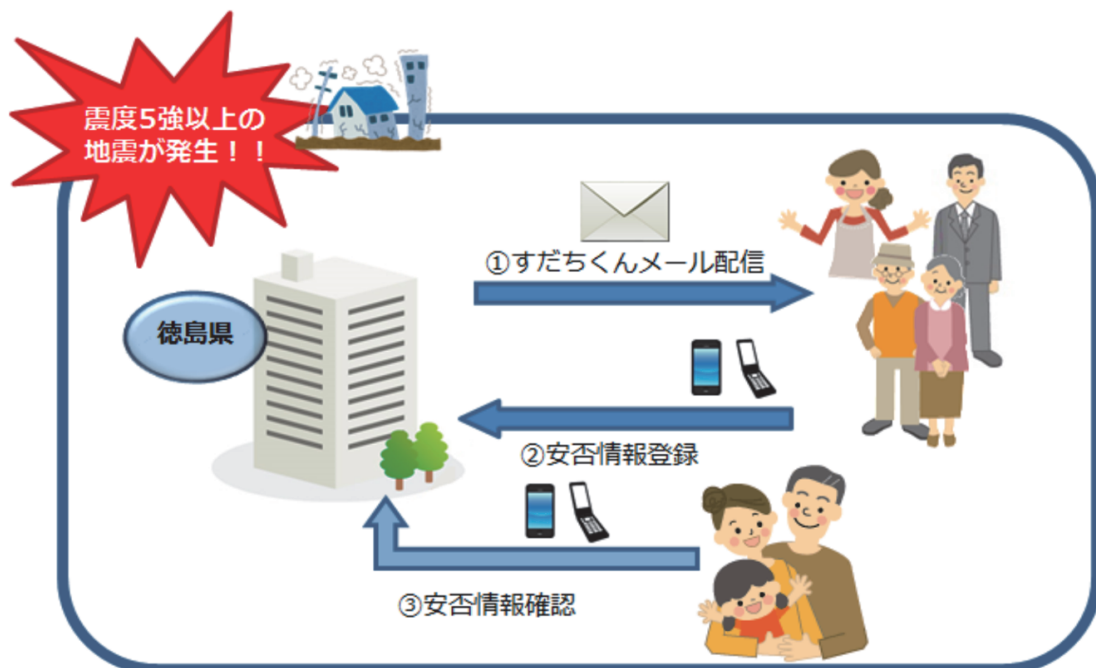 震度5強以上の
地震が発生！！
①すだちくんメール配信
徳島県
②安否情報登録
③安否情報確認